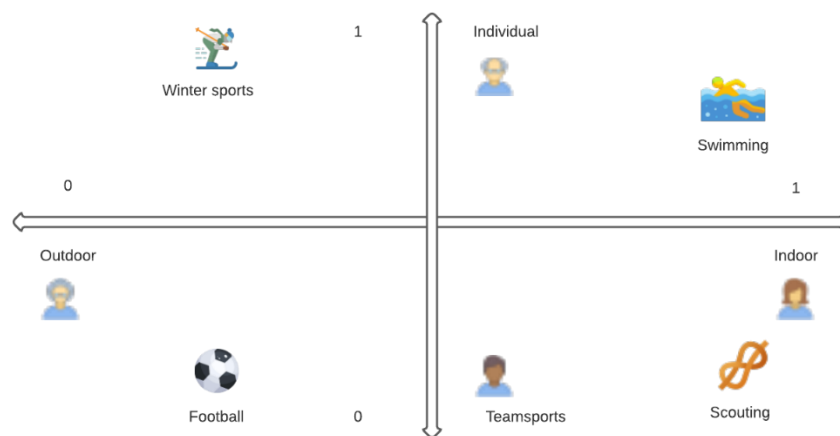 1
Individual
Winter sports
Swimming
0
1
Outdoor
Indoor
Football
0
Teamsports
Scouting